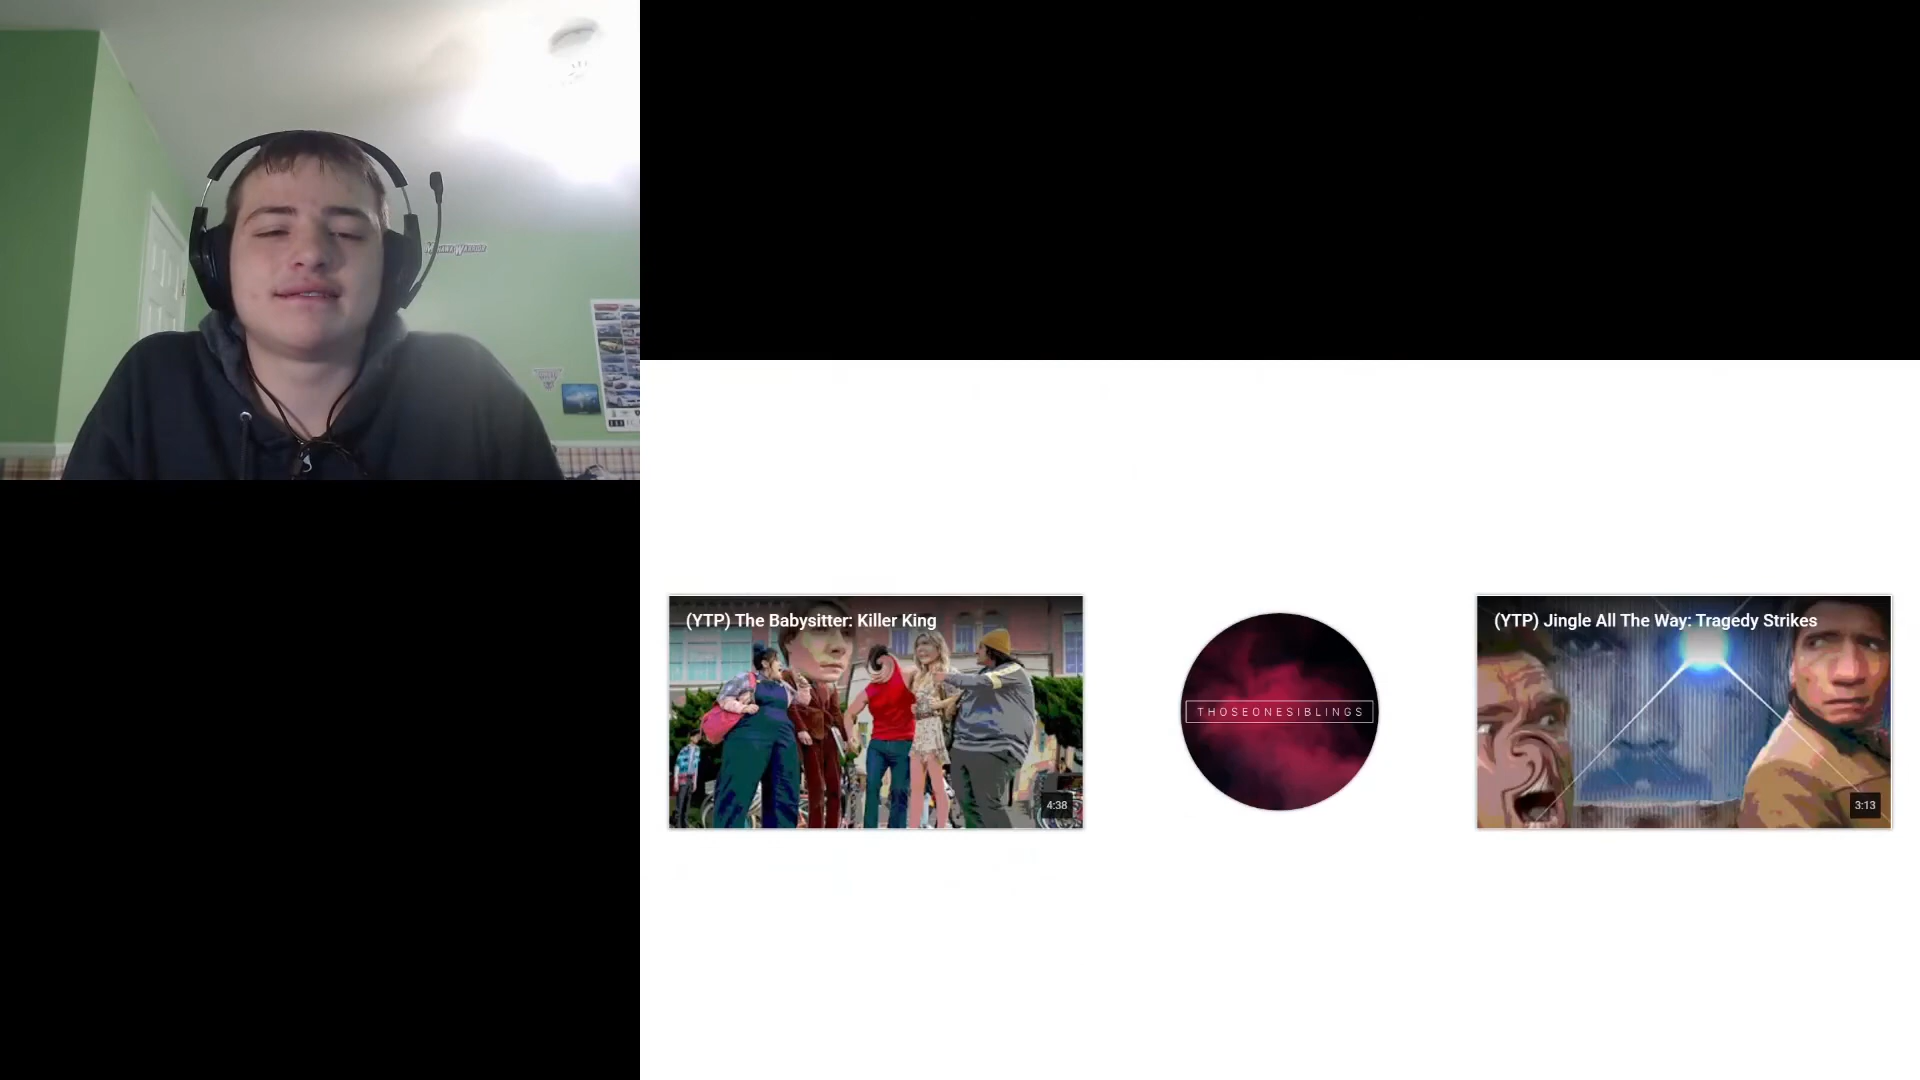 (YTP) The Babysitter: Killer King
4:38
THOSEONESIBLINGS
(YTP) Jingle All The Way: Tragedy Strikes
3:13